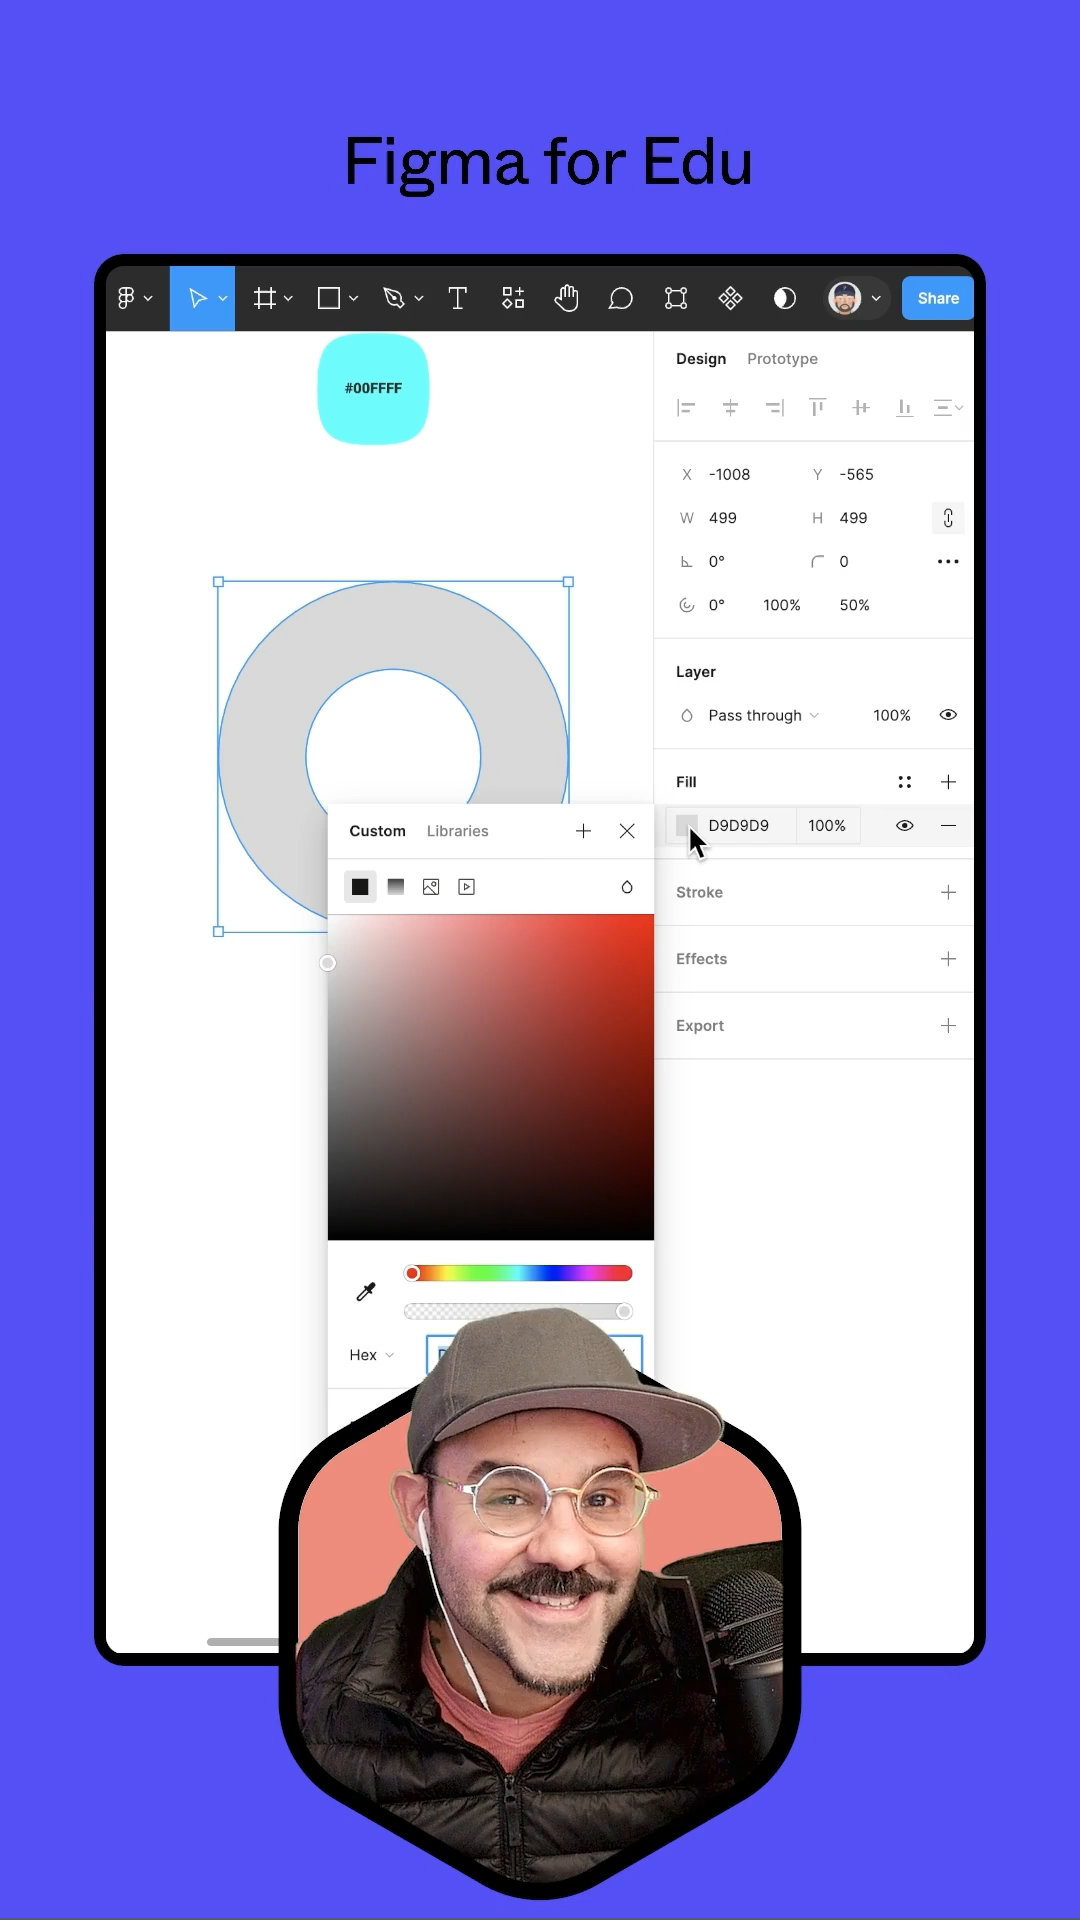 Figma for Edu
Share
#00FFFF
Design Prototype
X -1008 Y -565
W 499 H 499
0° 0
0° 100% 50%
Layer
Pass through 100%
Fill
D9D9D9 100%
Custom Libraries
Stroke
Effects
Export
Hex